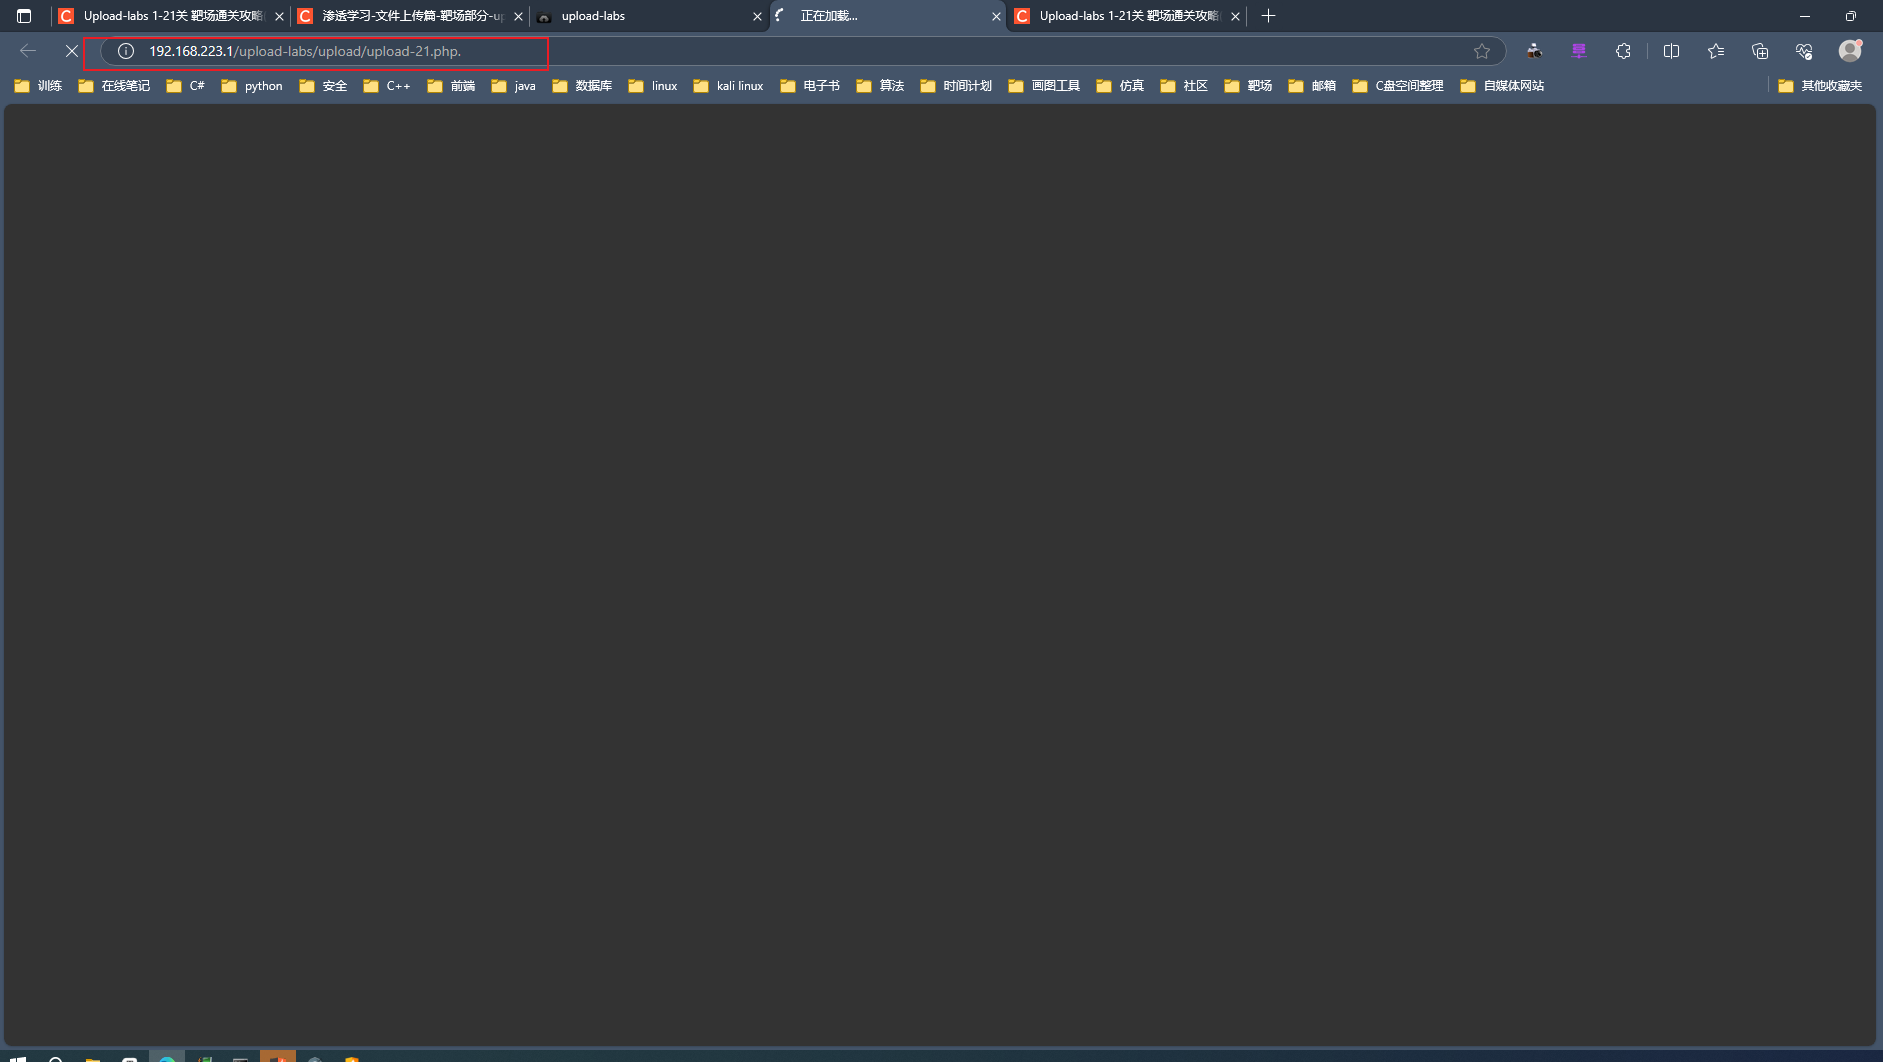 Upload-labs 1-21关 靶场通关攻略 渗透学习-文件上传篇-靶场部分-up upload-labs 正在加载... Upload-labs 1-21关 靶场通关攻略
192.168.223.1/upload-labs/upload/upload-21.php.
训练 在线笔记 C# python 安全 C++ 前端 java 数据库 linux kali linux 电子书 算法 时间计划 画图工具 仿真 社区 靶场 邮箱 C盘空间整理 自媒体网站 其他收藏夹